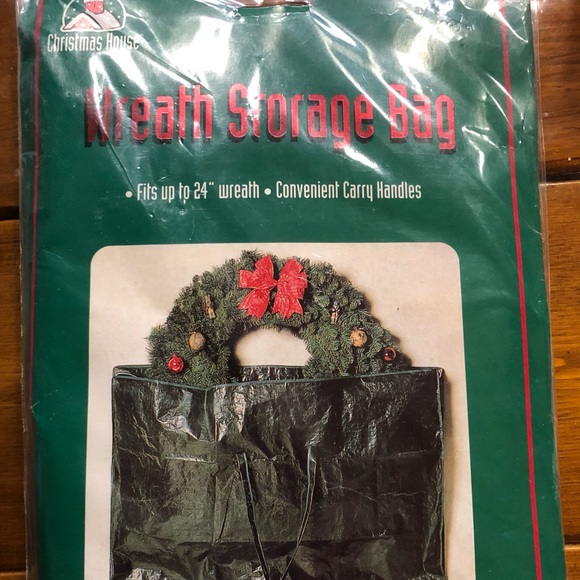 Christmas House
Wreath Storage Bag
• Fits up to 24" wreath • Convenient Carry Handles